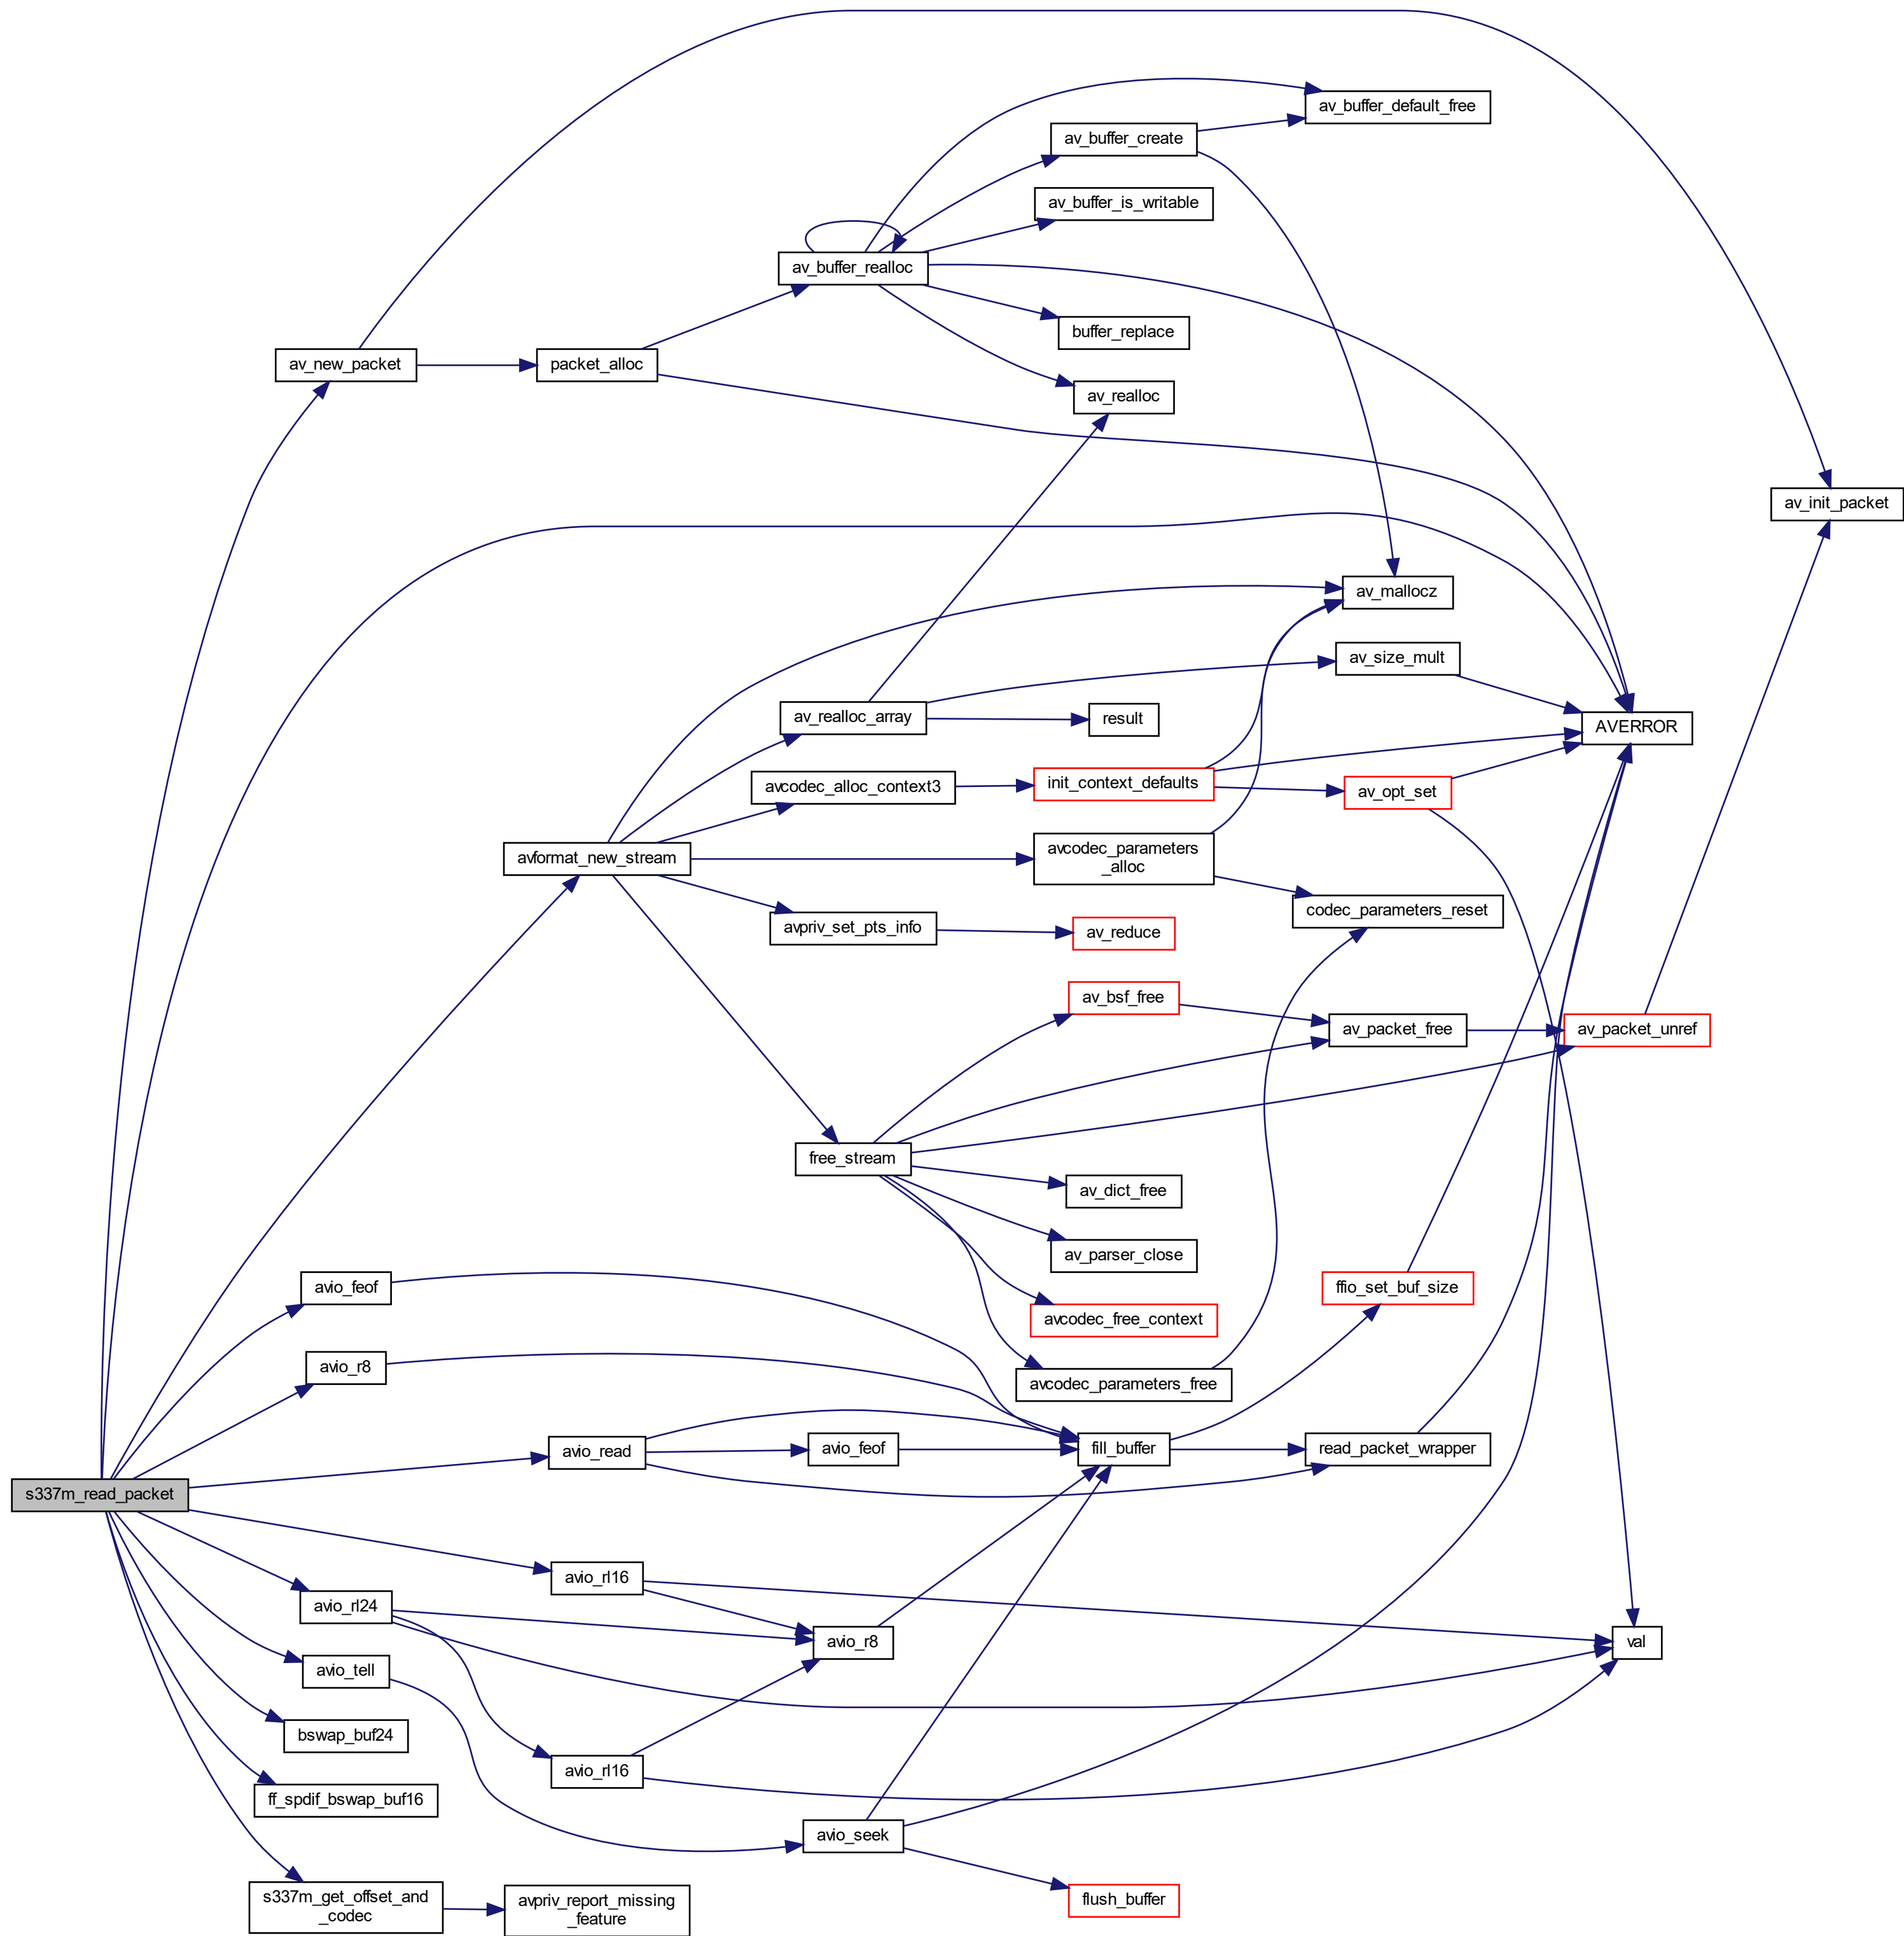 av_buffer_default_free
av_buffer_create
av_buffer_is_writable
av_buffer_realloc
buffer_replace
av_new_packet
packet_alloc
av_realloc
av_init_packet
av_mallocz
av_size_mult
av_realloc_array
result
AVERROR
avcodec_alloc_context3
init_context_defaults
av_opt_set
avformat_new_stream
avcodec_parameters
_alloc
codec_parameters_reset
avpriv_set_pts_info
av_reduce
av_bsf_free
av_packet_free
av_packet_unref
free_stream
av_dict_free
av_parser_close
avio_feof
ffio_set_buf_size
avcodec_free_context
avio_r8
avcodec_parameters_free
avio_read
avio_feof
fill_buffer
read_packet_wrapper
s337m_read_packet
avio_rl16
avio_rl24
avio_r8
val
avio_tell
bswap_buf24
avio_rl16
ff_spdif_bswap_buf16
avio_seek
s337m_get_offset_and
_codec
avpriv_report_missing
_feature
flush_buffer